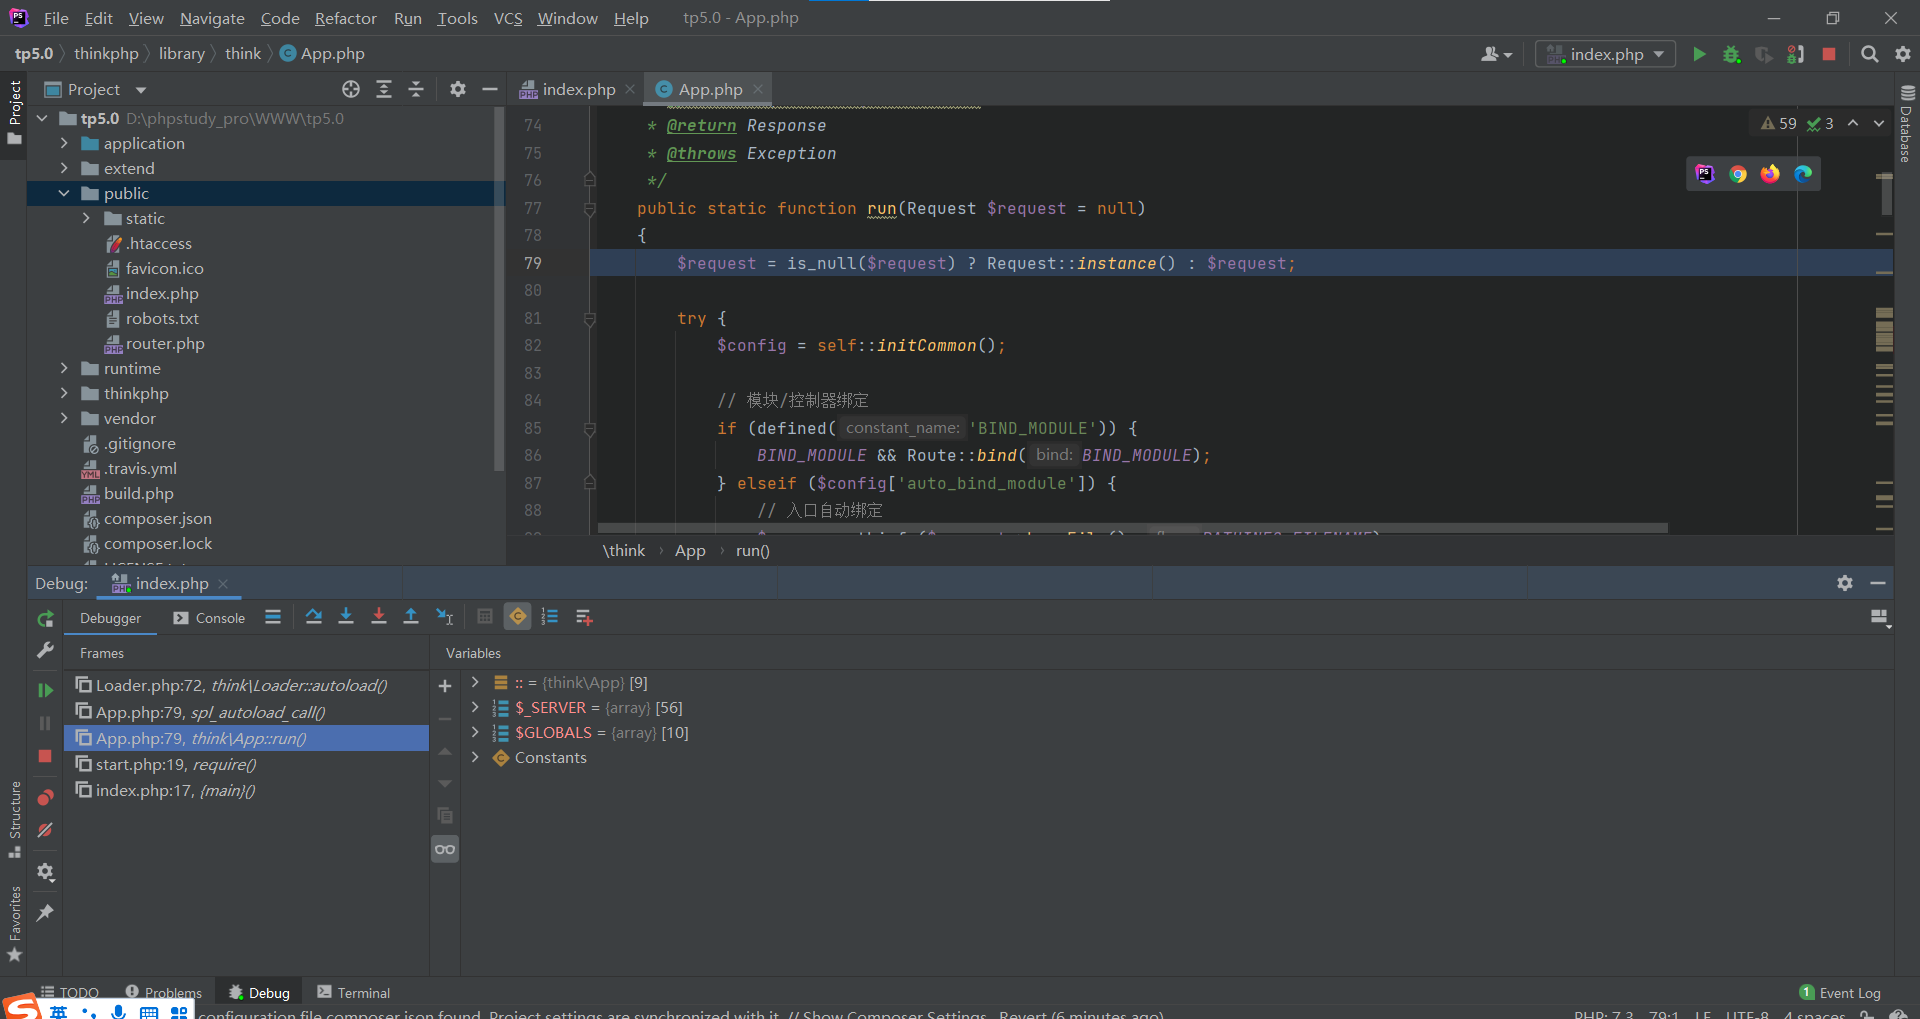 File Edit View Navigate Code Refactor Run Tools VCS Window Help tp5.0 - App.php
tp5.0 thinkphp library think App.php
index.php
Project
index.php
App.php
Project
tp5.0 D:\phpstudy_pro\WWW\tp5.0
application
extend
public
static
.htaccess
favicon.ico
index.php
robots.txt
router.php
runtime
thinkphp
vendor
.gitignore
.travis.yml
build.php
composer.json
composer.lock
59 3
Database
74 * @return Response
75 * @throws Exception
76 */
77 public static function run(Request $request = null)
78 {
79 $request = is_null($request) ? Request::instance() : $request;
80
81 try {
82 $config = self::initCommon();
83
84 // 模块/控制器绑定
85 if (defined( constant_name: 'BIND_MODULE')) {
86 BIND_MODULE && Route::bind( bind: BIND_MODULE);
87 } elseif ($config['auto_bind_module']) {
88 // 入口自动绑定
\think › App › run()
Debug: index.php
Debugger Console
Frames
Variables
Loader.php:72, think\Loader::autoload()
App.php:79, spl_autoload_call()
App.php:79, think\App::run()
start.php:19, require()
index.php:17, {main}()
:: = {think\App} [9]
$_SERVER = {array} [56]
$GLOBALS = {array} [10]
Constants
Structure
Favorites
TODO Problems Debug Terminal
1 Event Log
英
configuration file composer.json found. Project settings are synchronized with it. // Show Composer Settings Revert (6 minutes ago)
PHP: 7.3 79:1 LF UTF-8 4 spaces